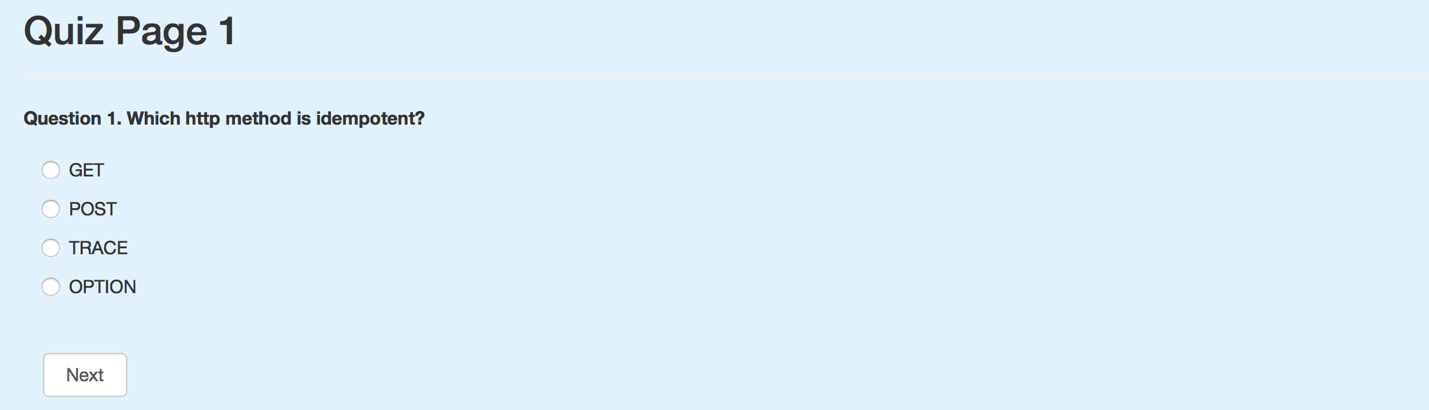 Quiz Page 1
Question 1. Which http method is idempotent?
GET
POST
TRACE
OPTION
Next